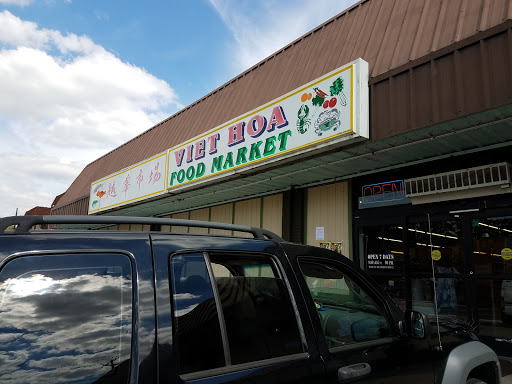 越華市場
VIET HOA
FOOD MARKET
OPEN
OPEN 7 DAYS